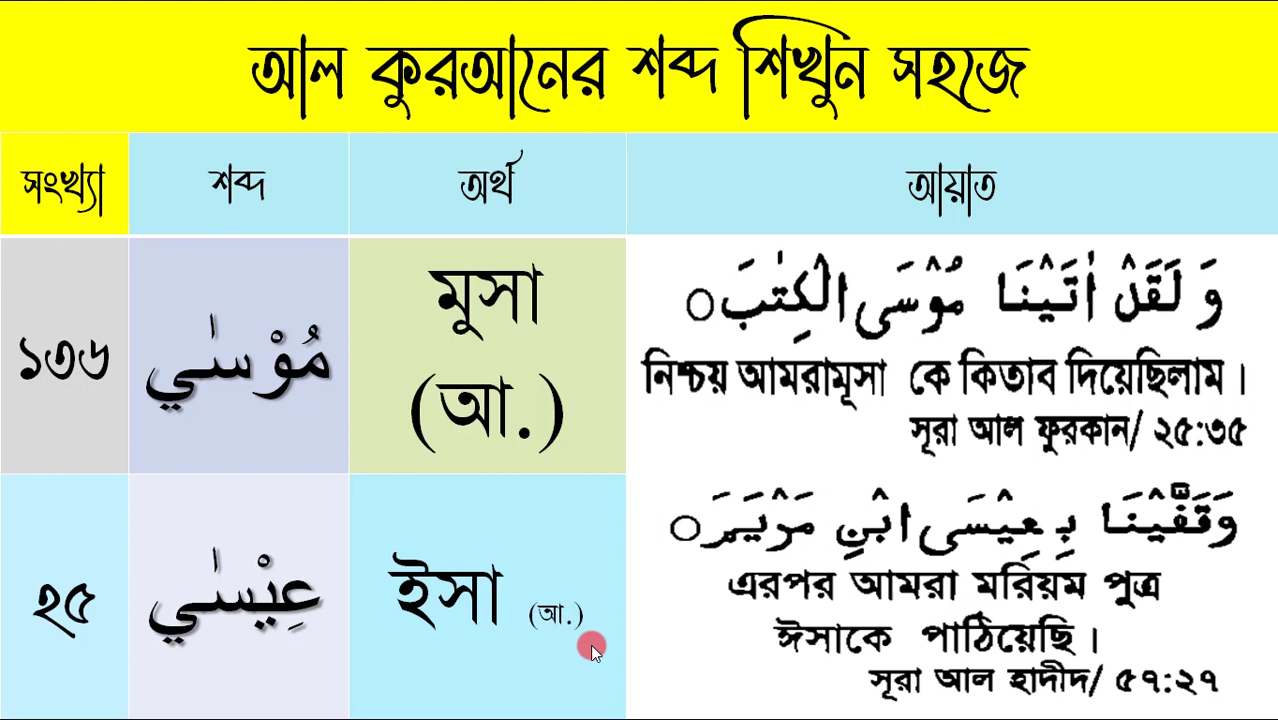 আল কুরআনের শব্দ শিখুন সহজে
সংখ্যা শব্দ অর্থ আয়াত
১৩৬ مُوْسٰي মুসা (আ.)
وَ لَقَدْ اٰتَيْنَا مُوْسَى الْكِتٰبَ ○
নিশ্চয় আমরামূসা কে কিতাব দিয়েছিলাম।
সূরা আল ফুরকান/ ২৫:৩৫
২৫ عِيْسٰي ইসা (আ.)
وَقَفَّيْنَا بِعِيْسَى ابْنِ مَرْيَمَ ○
এরপর আমরা মরিয়ম পুত্র
ঈসাকে পাঠিয়েছি।
সূরা আল হাদীদ/ ৫৭:২৭